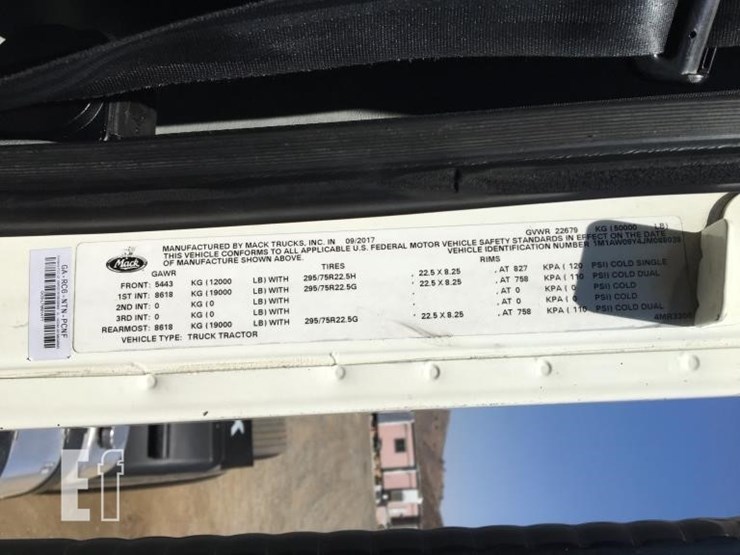 MANUFACTURED BY MACK TRUCKS, INC. IN 09/2017 GVWR 22679 KG (50000 LB)
THIS VEHICLE CONFORMS TO ALL APPLICABLE U.S. FEDERAL MOTOR VEHICLE SAFETY STANDARDS IN EFFECT ON THE DATE
OF MANUFACTURE SHOWN ABOVE. VEHICLE IDENTIFICATION NUMBER
Mack
GAWR TIRES RIMS
FRONT: 5443 KG (12000 LB) WITH 295/75R22.5H , 22.5 X 8.25 , AT 827 KPA (120 PSI) COLD SINGLE
1ST INT: 8618 KG (19000 LB) WITH 295/75R22.5G , 22.5 X 8.25 , AT 758 KPA (110 PSI) COLD DUAL
2ND INT: 0 KG (0 LB) WITH , AT 0 KPA (0 PSI) COLD
3RD INT: 0 KG (0 LB) WITH , AT 0 KPA (0 PSI) COLD
REARMOST: 8618 KG (19000 LB) WITH 295/75R22.5G , 22.5 X 8.25 , AT 758 KPA (110 PSI) COLD DUAL
VEHICLE TYPE: TRUCK TRACTOR
Ef